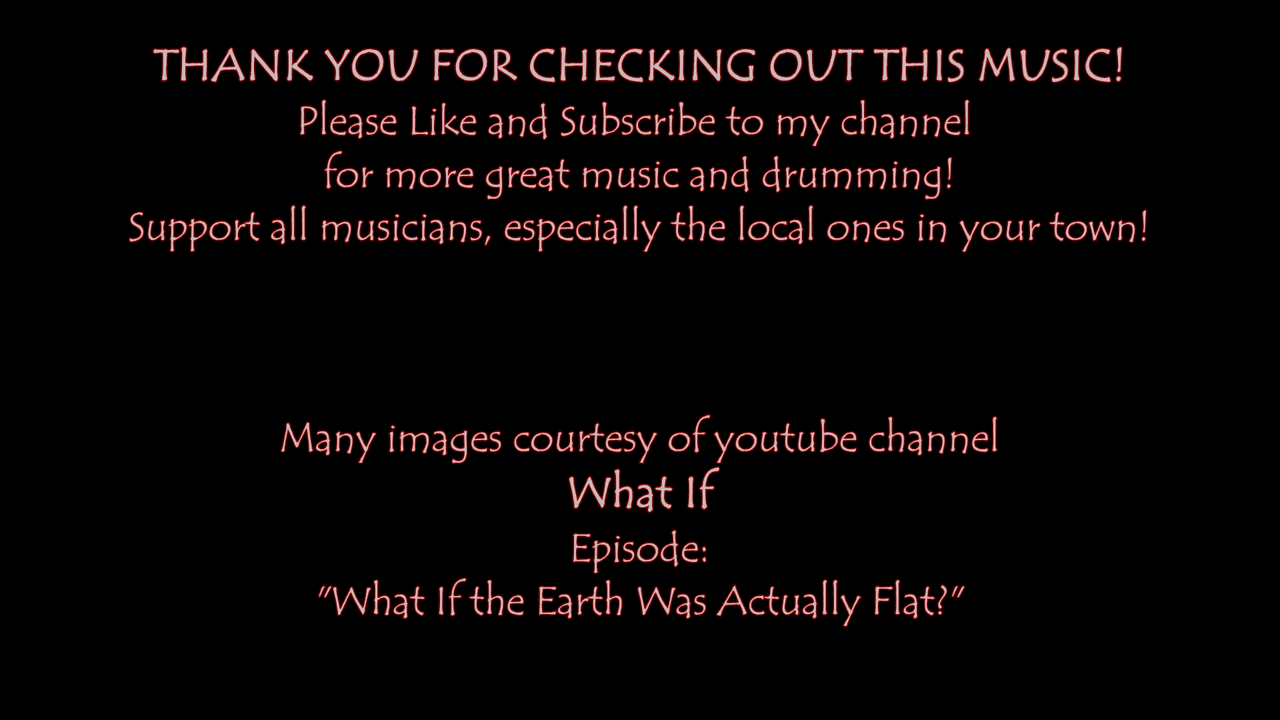 THANK YOU FOR CHECKING OUT THIS MUSIC!
Please Like and Subscribe to my channel
for more great music and drumming!
Support all musicians, especially the local ones in your town!
Many images courtesy of youtube channel
What If
Episode:
"What If the Earth Was Actually Flat?"